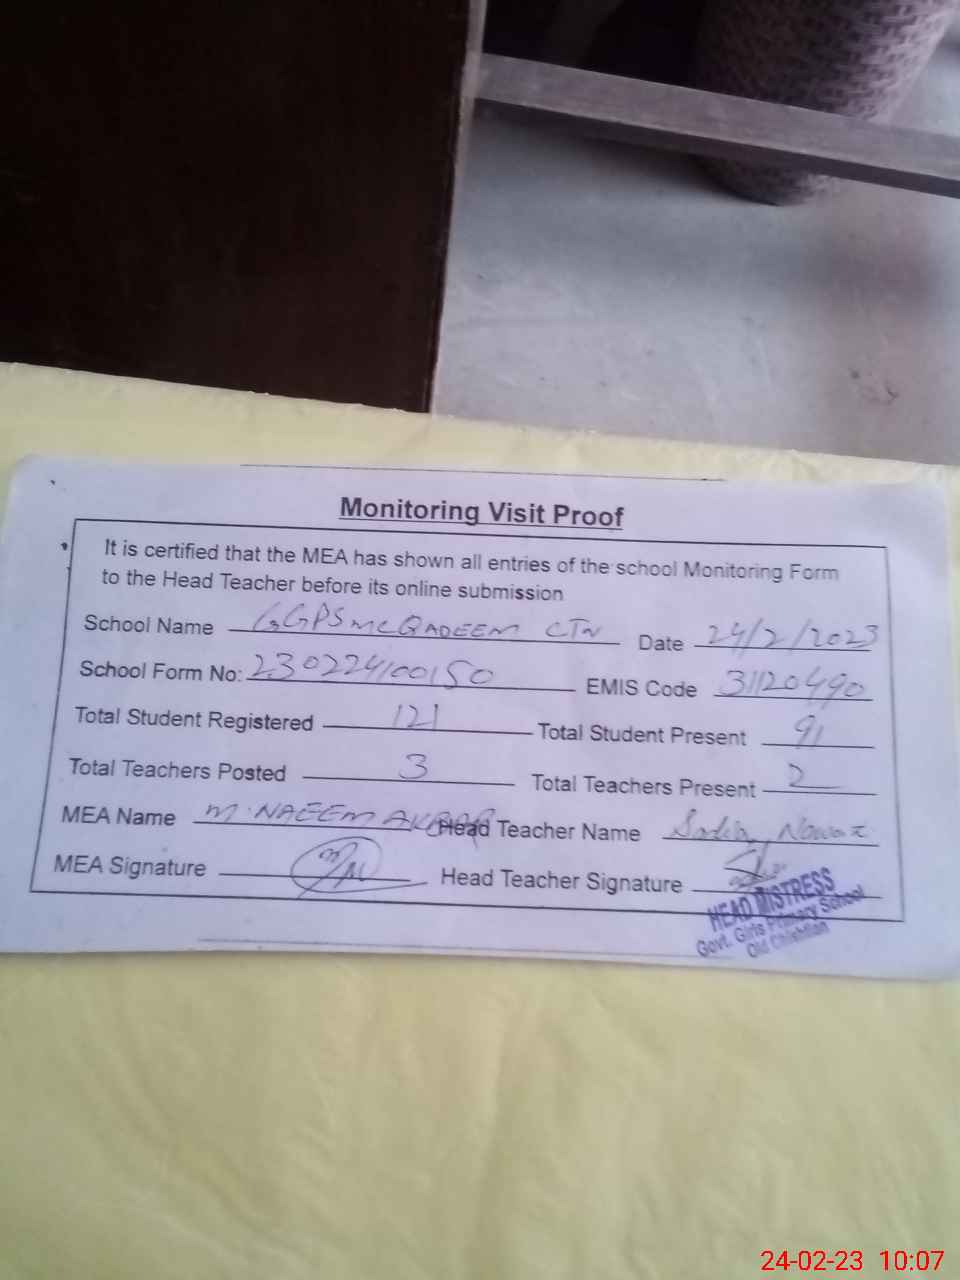 Monitoring Visit Proof
It is certified that the MEA has shown all entries of the school Monitoring Form
to the Head Teacher before its online submission
School Name GGPS MC QADEEM CTN Date 24/2/2023
School Form No: 230224100150 EMIS Code 31120490
Total Student Registered 121 Total Student Present 91
Total Teachers Posted 3 Total Teachers Present 2
MEA Name M. NAEEM AKBAR Head Teacher Name Nawaz
MEA Signature Head Teacher Signature
HEAD MISTRESS
Govt. Girls Primary School
Old Chishtian
24-02-23 10:07